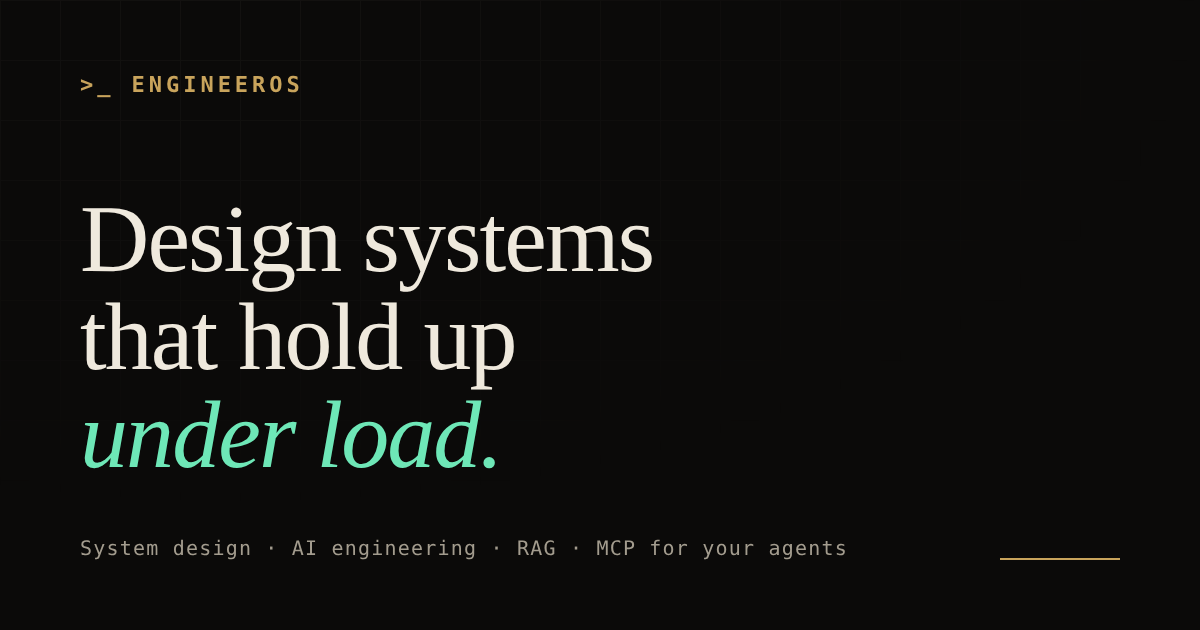 >_ ENGINEEROS
Design systems
that hold up
under load.
System design · AI engineering · RAG · MCP for your agents